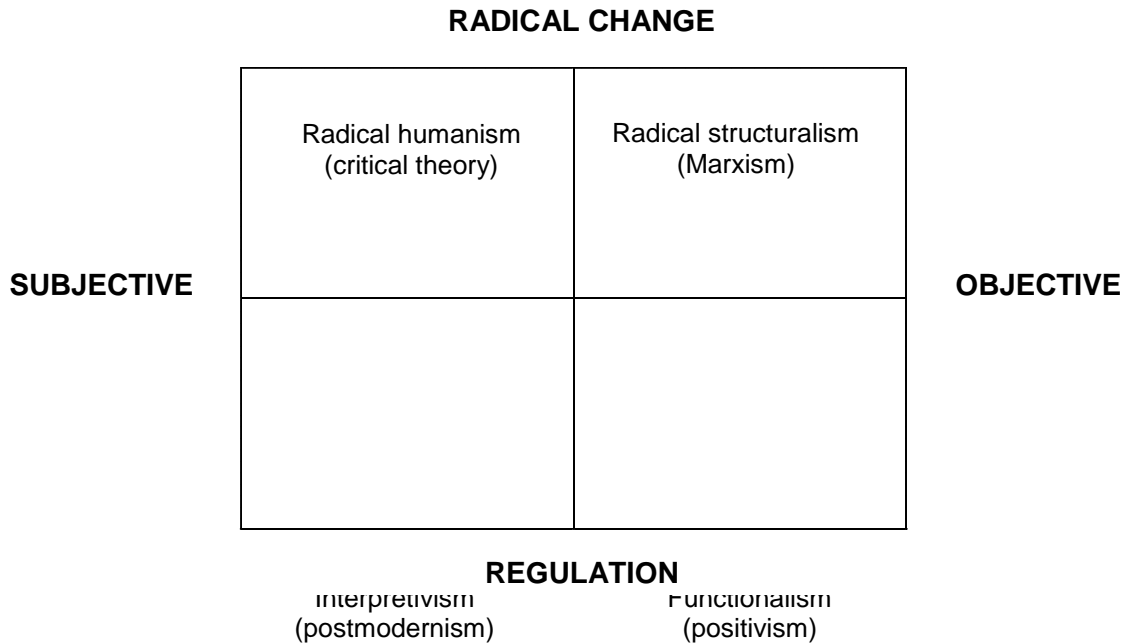 RADICAL CHANGE
Radical humanism
(critical theory)
Radical structuralism
(Marxism)
SUBJECTIVE
OBJECTIVE
REGULATION
Interpretivism
(postmodernism)
Functionalism
(positivism)